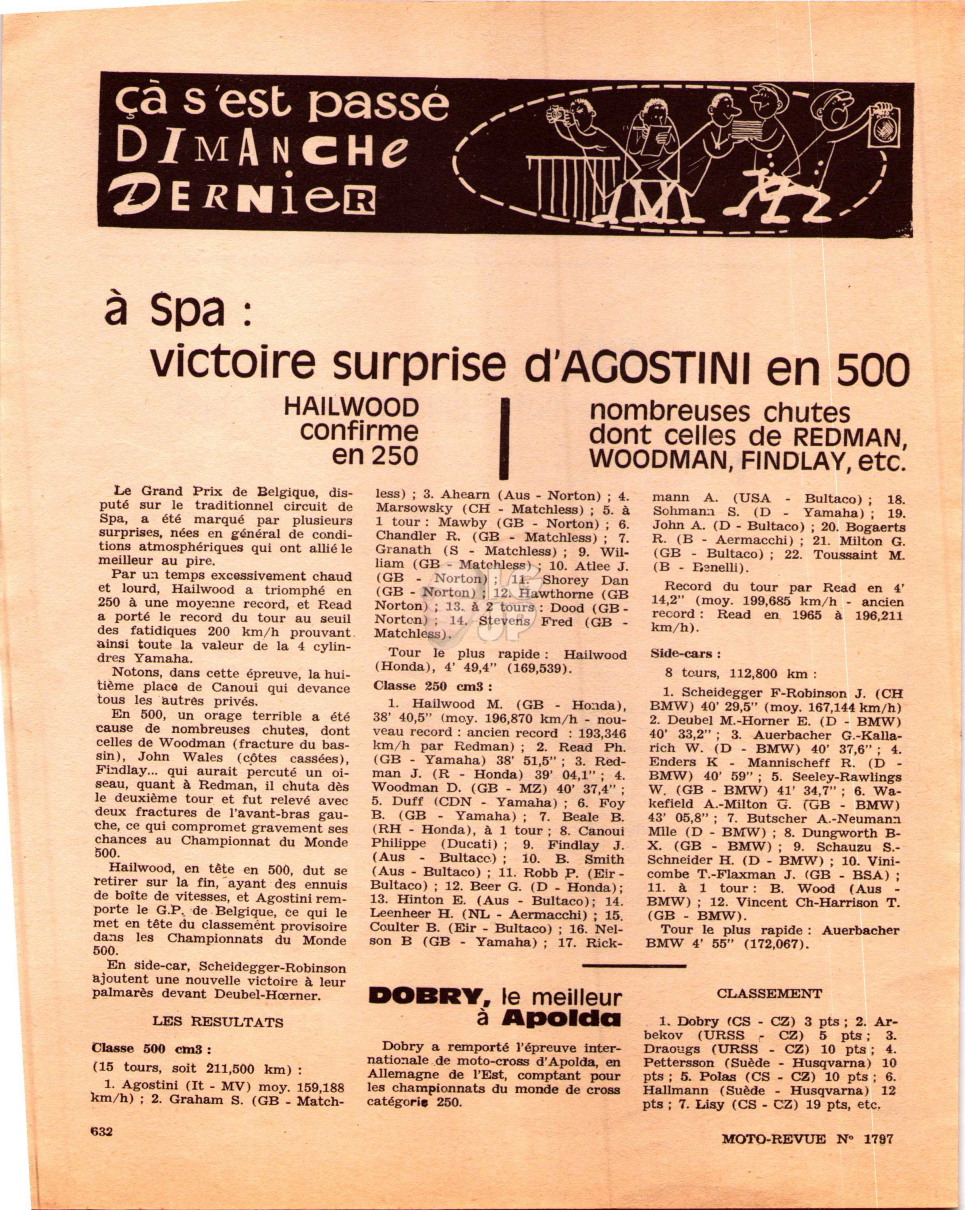 çà s'est passé
DIMANCHE
DERNIER
à Spa :
victoire surprise d'AGOSTINI en 500
HAILWOOD
confirme
en 250
nombreuses chutes
dont celles de REDMAN,
WOODMAN, FINDLAY, etc.
Le Grand Prix de Belgique, dis-
puté sur le traditionnel circuit de
Spa, a été marqué par plusieurs
surprises, nées en général de condi-
tions atmosphériques qui ont allié le
meilleur au pire.
Par un temps excessivement chaud
et lourd, Hailwood a triomphé en
250 à une moyenne record, et Read
a porté le record du tour au seuil
des fatidiques 200 km/h prouvant
ainsi toute la valeur de la 4 cylin-
dres Yamaha.
Notons, dans cette épreuve, la hui-
tième place de Canoui qui devance
tous les autres privés.
En 500, un orage terrible a été
cause de nombreuses chutes, dont
celles de Woodman (fracture du bas-
sin), John Wales (côtes cassées),
Findlay... qui aurait percuté un oi-
seau, quant à Redman, il chuta dès
le deuxième tour et fut relevé avec
deux fractures de l'avant-bras gau-
che, ce qui compromet gravement ses
chances au Championnat du Monde
500.
Hailwood, en tête en 500, dut se
retirer sur la fin, ayant des ennuis
de boîte de vitesses, et Agostini rem-
porte le G.P. de Belgique, ce qui le
met en tête du classement provisoire
dans les Championnats du Monde
500.
En side-car, Scheidegger-Robinson
ajoutent une nouvelle victoire à leur
palmarès devant Deubel-Hœrner.
LES RESULTATS
Classe 500 cm3 :
(15 tours, soit 211,500 km) :
1. Agostini (It - MV) moy. 159,188
km/h) ; 2. Graham S. (GB - Match-
less) ; 3. Ahearn (Aus - Norton) ; 4.
Marsowsky (CH - Matchless) ; 5. à
1 tour : Mawby (GB - Norton) ; 6.
Chandler R. (GB - Matchless) ; 7.
Granath (S - Matchless) ; 9. Wil-
liam (GB - Matchless) ; 10. Atlee J.
(GB - Norton) ; 11. Shorey Dan
(GB - Norton) ; 12. Hawthorne (GB
Norton) ; 13. à 2 tours : Dood (GB -
Norton) ; 14. Stevens Fred (GB -
Matchless).
Tour le plus rapide : Hailwood
(Honda), 4' 49,4" (169,539).
Classe 250 cm3 :
1. Hailwood M. (GB - Honda),
38' 40,5" (moy. 196,870 km/h - nou-
veau record : ancien record : 193,346
km/h par Redman) ; 2. Read Ph.
(GB - Yamaha) 38' 51,5" ; 3. Red-
man J. (R - Honda) 39' 04,1" ; 4.
Woodman D. (GB - MZ) 40' 37,4" ;
5. Duff (CDN - Yamaha) ; 6. Foy
B. (GB - Yamaha) ; 7. Beale B.
(RH - Honda), à 1 tour ; 8. Canoui
Philippe (Ducati) ; 9. Findlay J.
(Aus - Bultaco) ; 10. B. Smith
(Aus - Bultaco) ; 11. Robb P. (Eir-
Bultaco) ; 12. Beer G. (D - Honda);
13. Hinton E. (Aus - Bultaco); 14.
Leenheer H. (NL - Aermacchi) ; 15.
Coulter B. (Eir - Bultaco) ; 16. Nel-
son B (GB - Yamaha) ; 17. Rick-
mann A. (USA - Bultaco) ; 18.
Sohmann S. (D - Yamaha) ; 19.
John A. (D - Bultaco) ; 20. Bogaerts
R. (B - Aermacchi) ; 21. Milton G.
(GB - Bultaco) ; 22. Toussaint M.
(B - Benelli).
Record du tour par Read en 4'
14,2" (moy. 199,685 km/h - ancien
record : Read en 1965 à 196,211
km/h).
Side-cars :
8 tours, 112,800 km :
1. Scheidegger F-Robinson J. (CH
BMW) 40' 29,5" (moy. 167,144 km/h)
2. Deubel M.-Horner E. (D - BMW)
40' 33,2" ; 3. Auerbacher G.-Kalla-
rich W. (D - BMW) 40' 37,6" ; 4.
Enders K - Mannischeff R. (D -
BMW) 40' 59" ; 5. Seeley-Rawlings
W. (GB - BMW) 41' 34,7" ; 6. Wa-
kefield A.-Milton G. (GB - BMW)
43' 05,8" ; 7. Butscher A.-Neumann
Mlle (D - BMW) ; 8. Dungworth B-
X. (GB - BMW) ; 9. Schauzu S.-
Schneider H. (D - BMW) ; 10. Vini-
combe T.-Flaxman J. (GB - BSA) ;
11. à 1 tour : B. Wood (Aus -
BMW) ; 12. Vincent Ch-Harrison T.
(GB - BMW).
Tour le plus rapide : Auerbacher
BMW 4' 55" (172,067).
DOBRY, le meilleur
à Apolda
Dobry a remporté l'épreuve inter-
nationale de moto-cross d'Apolda, en
Allemagne de l'Est, comptant pour
les championnats du monde de cross
catégorie 250.
CLASSEMENT
1. Dobry (CS - CZ) 3 pts ; 2. Ar-
bekov (URSS - CZ) 5 pts ; 3.
Draougs (URSS - CZ) 10 pts ; 4.
Pettersson (Suède - Husqvarna) 10
pts ; 5. Polas (CS - CZ) 10 pts ; 6.
Hallmann (Suède - Husqvarna) 12
pts ; 7. Lisy (CS - CZ) 19 pts, etc.
632
MOTO-REVUE N° 1797